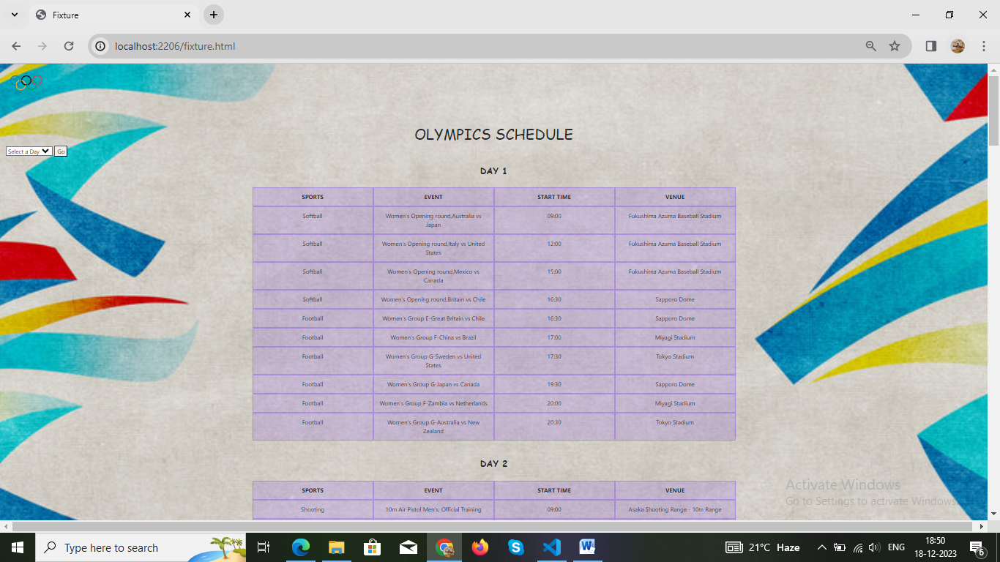 Fixture
localhost:2206/fixture.html
OLYMPICS SCHEDULE
Select a Day Go
DAY 1
SPORTS EVENT START TIME VENUE
Softball Women's Opening round,Australia vs Japan 09:00 Fukushima Azuma Baseball Stadium
Softball Women's Opening round,Italy vs United States 12:00 Fukushima Azuma Baseball Stadium
Softball Women's Opening round,Mexico vs Canada 15:00 Fukushima Azuma Baseball Stadium
Softball Women's Opening round,Britain vs Chile 16:30 Sapporo Dome
Football Women's Group E-Great Britain vs Chile 16:30 Sapporo Dome
Football Women's Group F-China vs Brazil 17:00 Miyagi Stadium
Football Women's Group G-Sweden vs United States 17:30 Tokyo Stadium
Football Women's Group G-Japan vs Canada 19:30 Sapporo Dome
Football Women's Group F-Zambia vs Netherlands 20:00 Miyagi Stadium
Football Women's Group G-Australia vs New Zealand 20:30 Tokyo Stadium
DAY 2
SPORTS EVENT START TIME VENUE
Shooting 10m Air Pistol Men's, Official Training 09:00 Asaka Shooting Range - 10m Range
Activate Windows
Go to Settings to activate Windows.
Type here to search
21°C Haze
ENG
18:50
18-12-2023
6